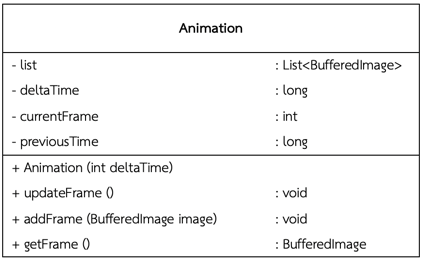 Animation
- list : List<BufferedImage>
- deltaTime : long
- currentFrame : int
- previousTime : long
+ Animation (int deltaTime)
+ updateFrame () : void
+ addFrame (BufferedImage image) : void
+ getFrame () : BufferedImage